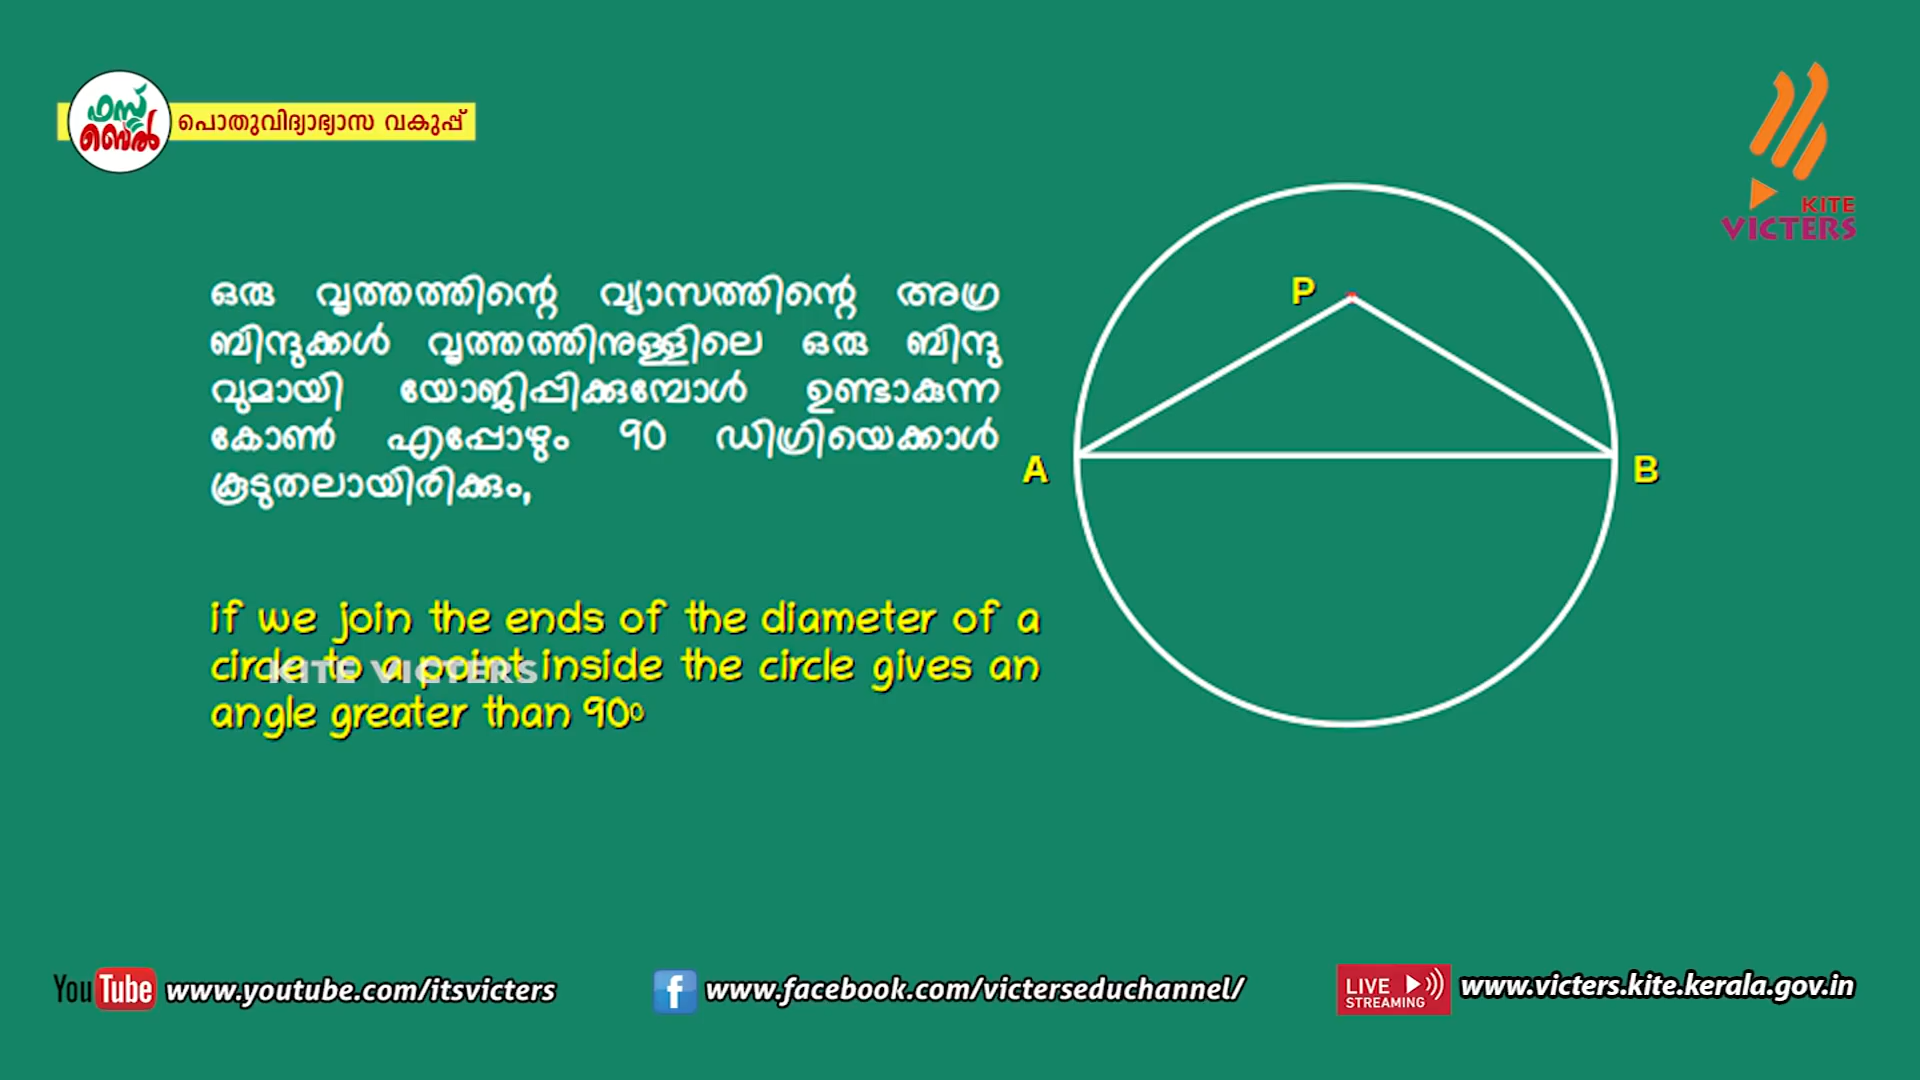 ഫസ്റ്റ്
ബെൽ
പൊതുവിദ്യാഭ്യാസ വകുപ്പ്
KITE
VICTERS
ഒരു വൃത്തത്തിന്റെ വ്യാസത്തിന്റെ അഗ്ര
ബിന്ദുക്കൾ വൃത്തത്തിനുള്ളിലെ ഒരു ബിന്ദു
വുമായി യോജിപ്പിക്കുമ്പോൾ ഉണ്ടാകുന്ന
കോൺ എപ്പോഴും 90 ഡിഗ്രിയെക്കാൾ
കൂടുതലായിരിക്കും,
P
A
B
if we join the ends of the diameter of a
circle to a point inside the circle gives an
angle greater than 90⁰
KITE VICTERS
YouTube www.youtube.com/itsvicters
f www.facebook.com/victerseduchannel/
LIVE
STREAMING
www.victers.kite.kerala.gov.in